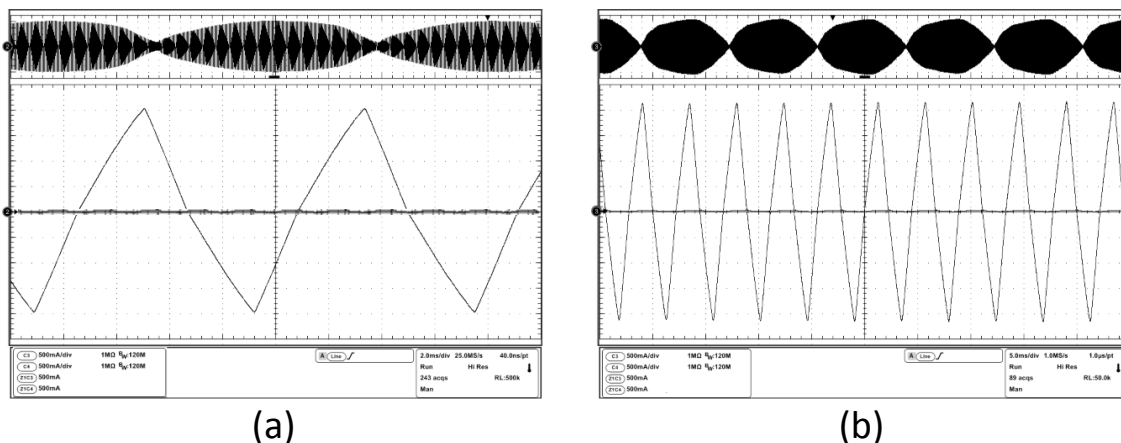 C3 500mA/div 1MΩ BW:120M
C4 500mA/div 1MΩ BW:120M
Z1C3 500mA
Z1C4 500mA
A Line
2.0ms/div 25.0MS/s 40.0ns/pt
Run Hi Res
243 acqs RL:500k
Man
C3 500mA/div 1MΩ BW:120M
C4 500mA/div 1MΩ BW:120M
Z1C3 500mA
Z1C4 500mA
A Line
5.0ms/div 1.0MS/s 1.0µs/pt
Run Hi Res
89 acqs RL:50.0k
Man
(a) (b)